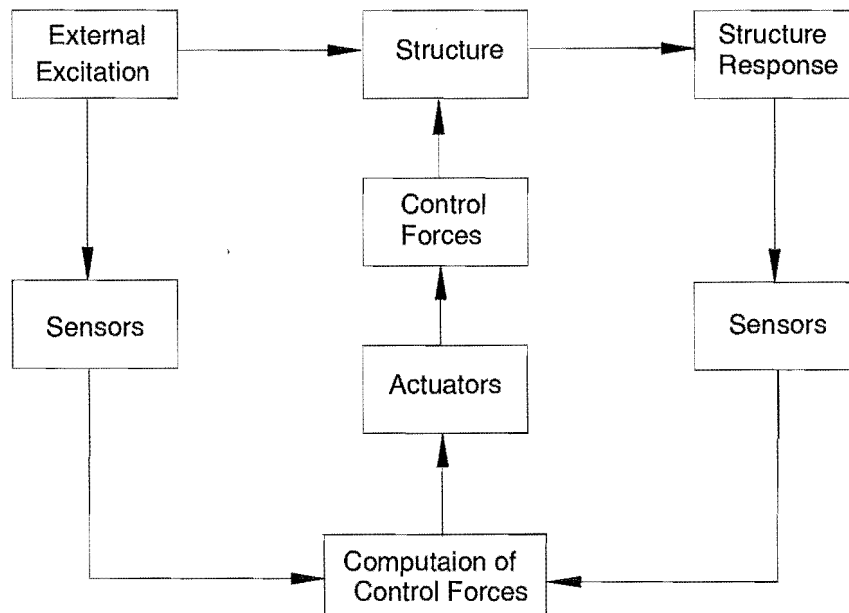 External
Excitation
Structure
Structure
Response
Control
Forces
Sensors
Sensors
Actuators
Computaion of
Control Forces